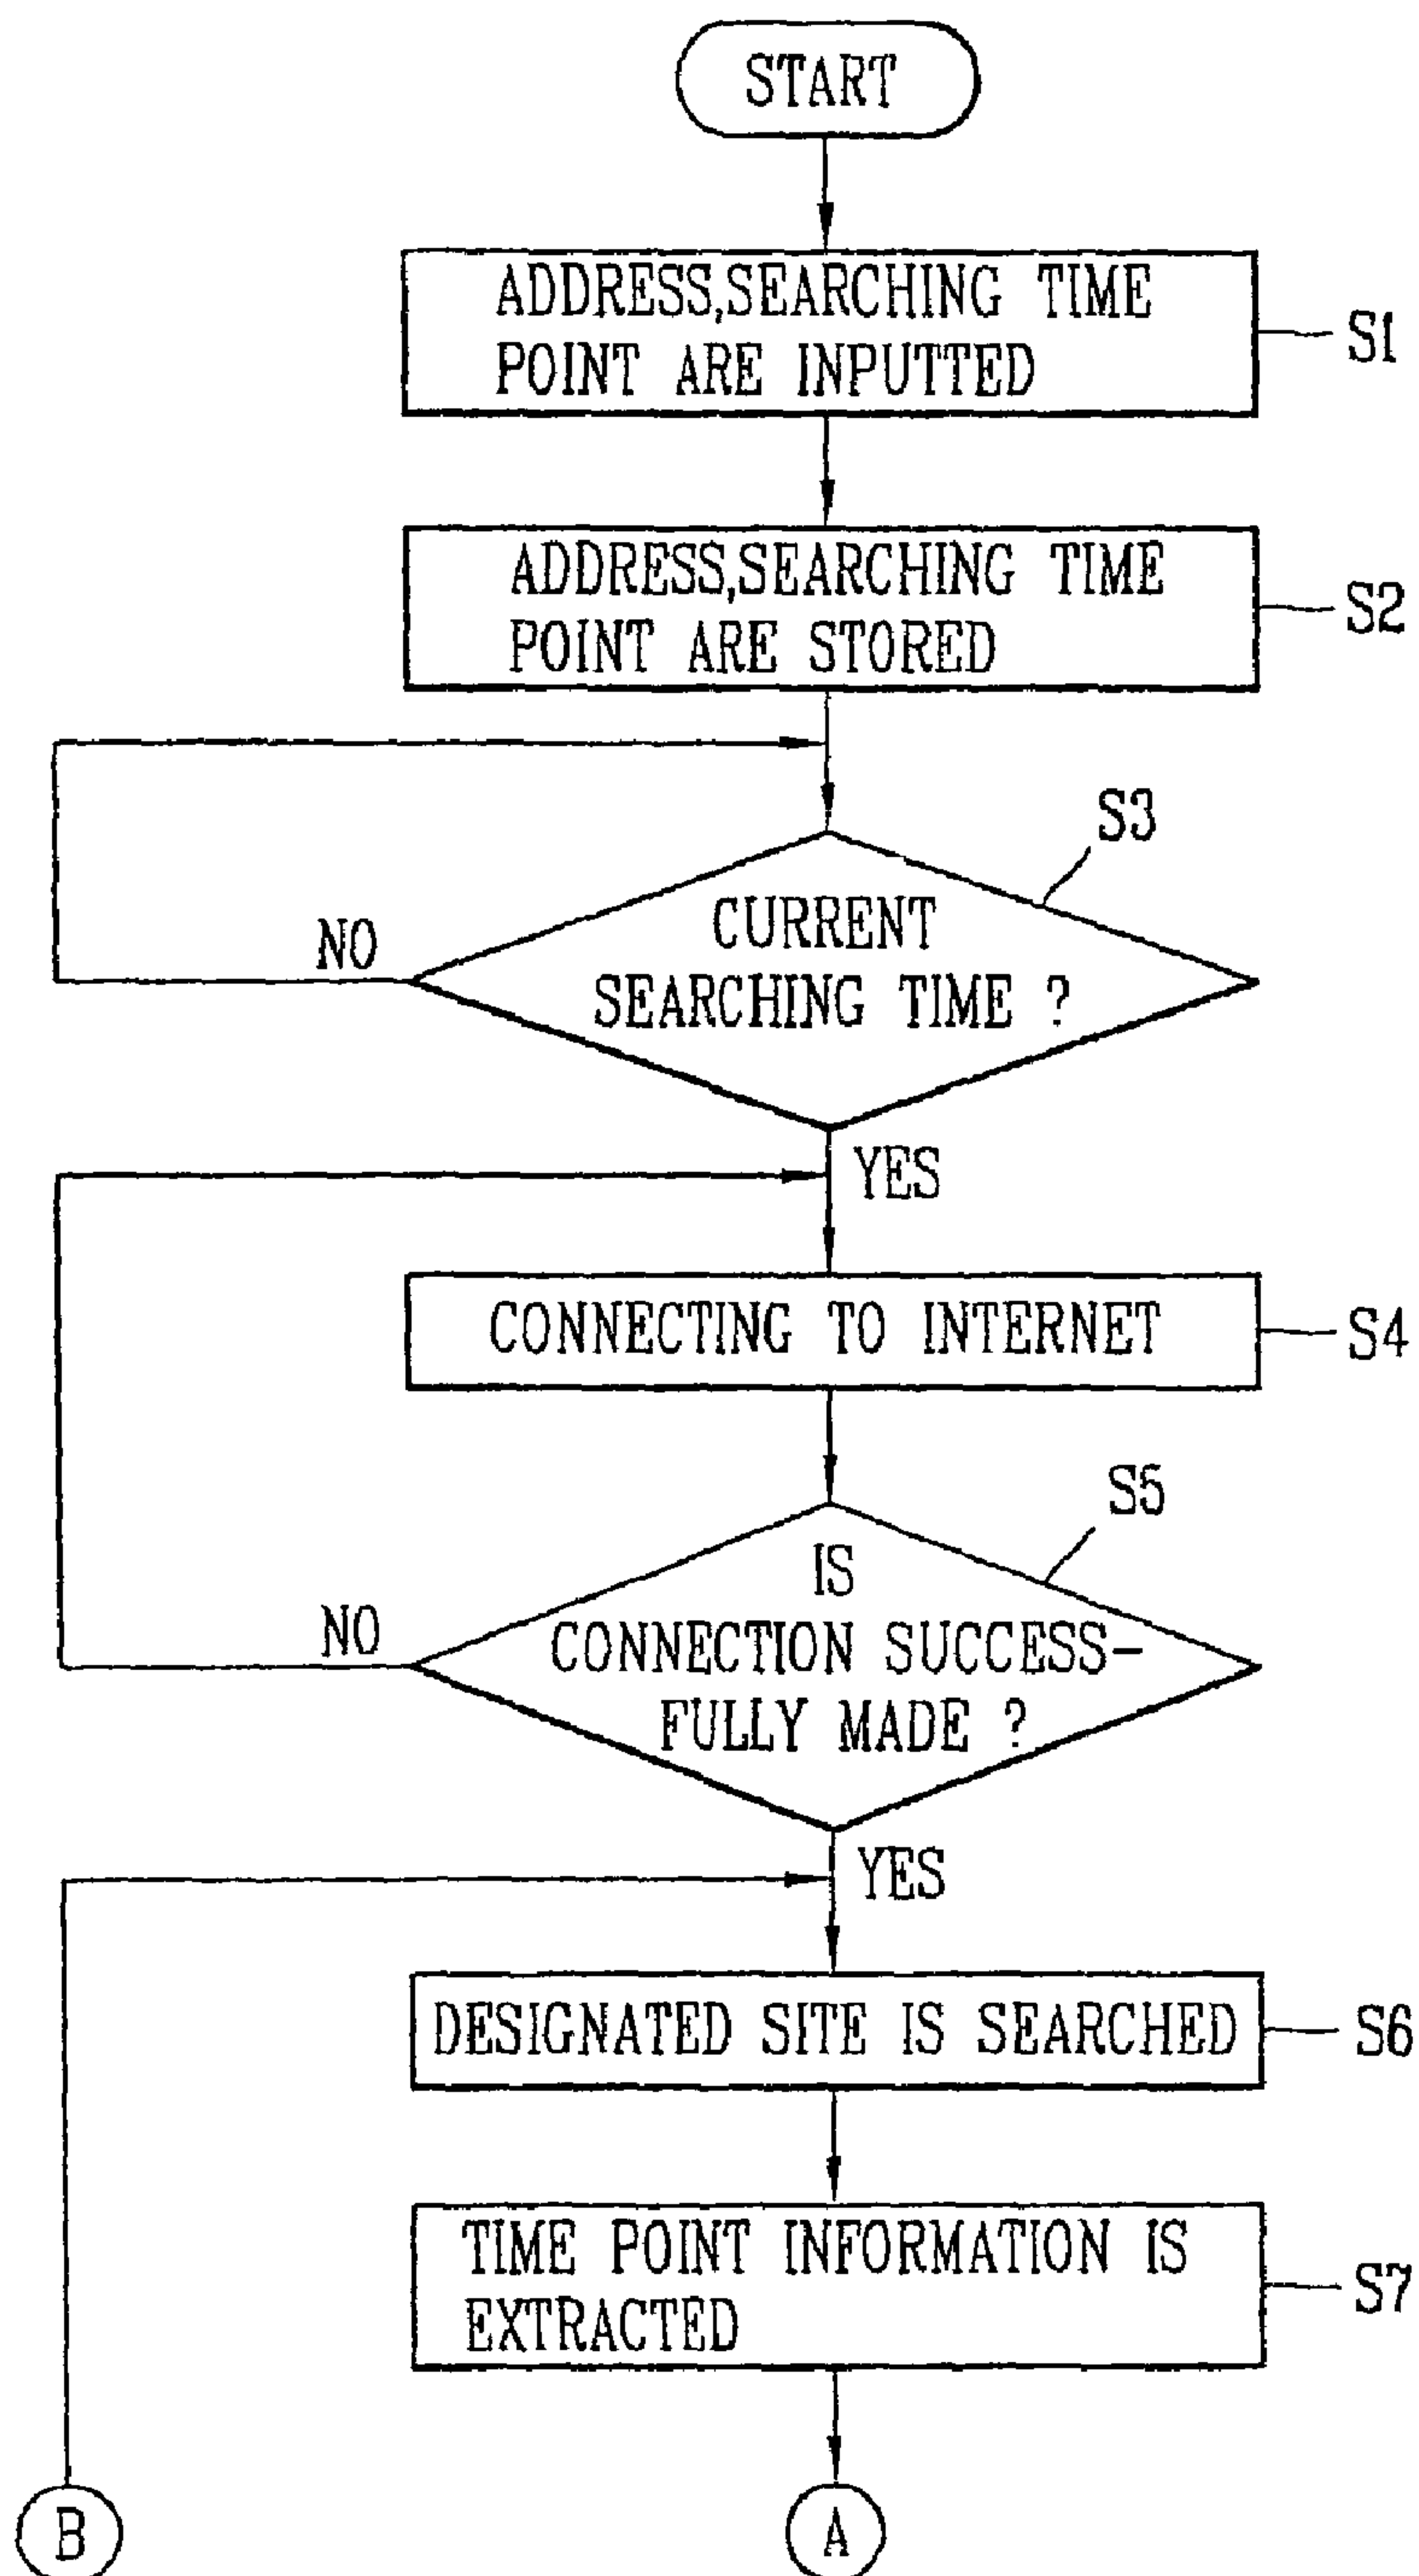 START
ADDRESS,SEARCHING TIME
POINT ARE INPUTTED
S1
ADDRESS,SEARCHING TIME
POINT ARE STORED
S2
S3
CURRENT
SEARCHING TIME ?
NO
YES
CONNECTING TO INTERNET
S4
S5
IS
CONNECTION SUCCESS-
FULLY MADE ?
NO
YES
DESIGNATED SITE IS SEARCHED
S6
TIME POINT INFORMATION IS
EXTRACTED
S7
B
A